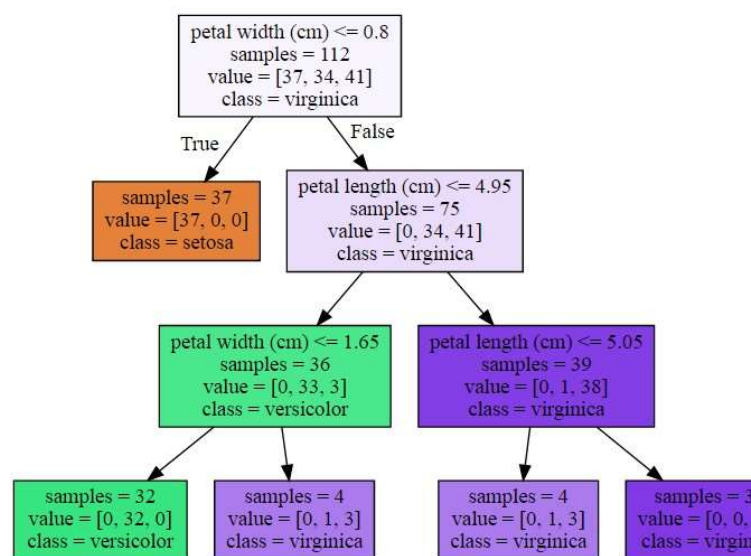 petal width (cm) <= 0.8
samples = 112
value = [37, 34, 41]
class = virginica
True
False
samples = 37
value = [37, 0, 0]
class = setosa
petal length (cm) <= 4.95
samples = 75
value = [0, 34, 41]
class = virginica
petal width (cm) <= 1.65
samples = 36
value = [0, 33, 3]
class = versicolor
petal length (cm) <= 5.05
samples = 39
value = [0, 1, 38]
class = virginica
samples = 32
value = [0, 32, 0]
class = versicolor
samples = 4
value = [0, 1, 3]
class = virginica
samples = 4
value = [0, 1, 3]
class = virginica
samples = 3
value = [0, 0,
class =